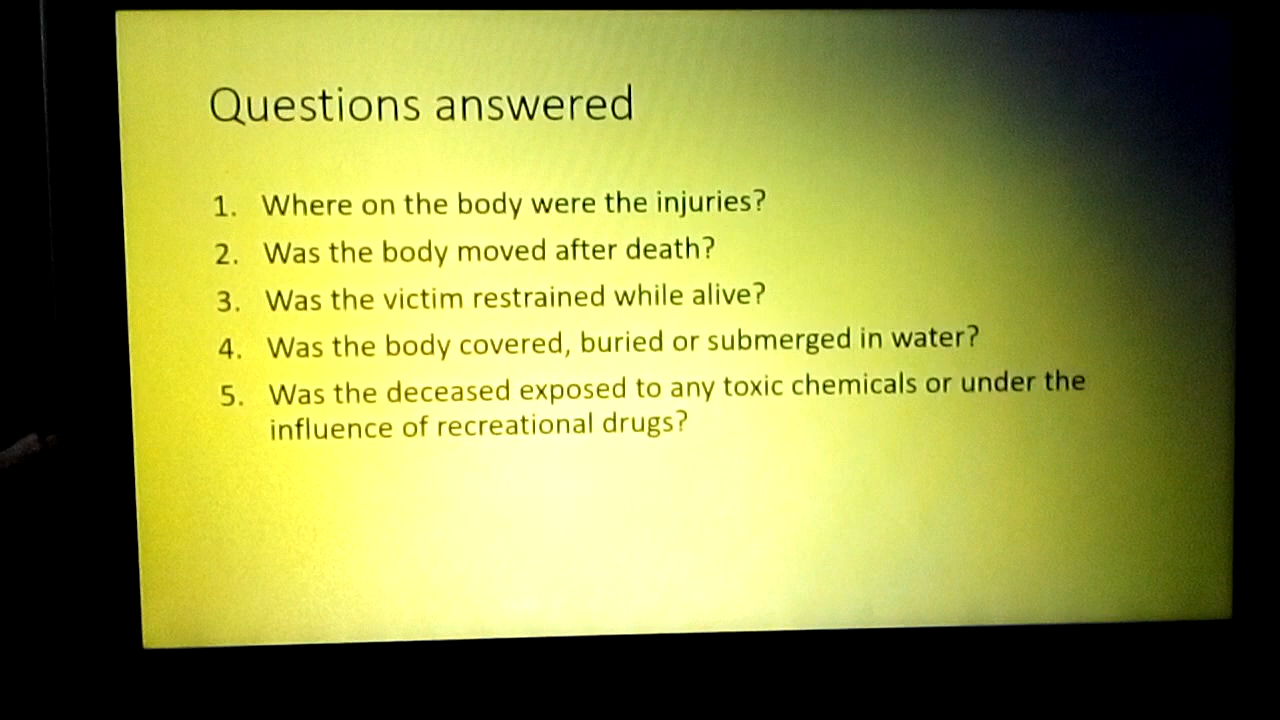 Questions answered
1. Where on the body were the injuries?
2. Was the body moved after death?
3. Was the victim restrained while alive?
4. Was the body covered, buried or submerged in water?
5. Was the deceased exposed to any toxic chemicals or under the
influence of recreational drugs?